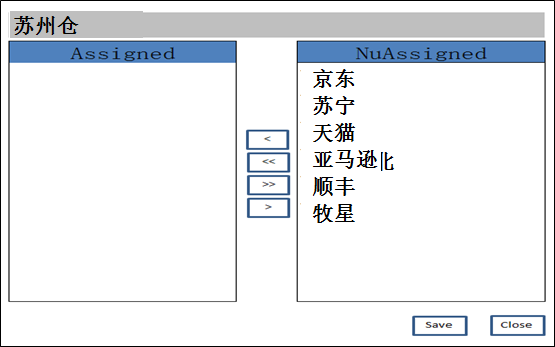 苏州仓
Assigned
NuAssigned
京东
苏宁
天猫
亚马逊
顺丰
牧星
<
<<
>>
>
Save
Close